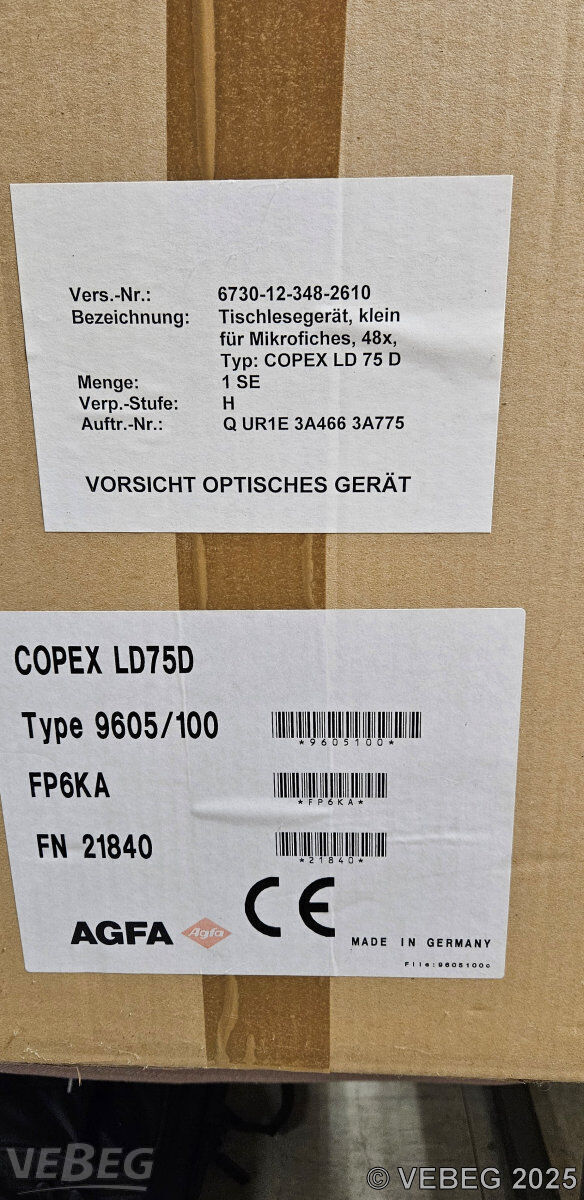 Vers.-Nr.: 6730-12-348-2610
Bezeichnung: Tischlesegerät, klein
für Mikrofiches, 48x,
Typ: COPEX LD 75 D
Menge: 1 SE
Verp.-Stufe: H
Auftr.-Nr.: Q UR1E 3A466 3A775
VORSICHT OPTISCHES GERÄT
COPEX LD75D
Type 9605/100
*9605100*
FP6KA
*FP6KA*
FN 21840
*21840*
AGFA Agfa CE
MADE IN GERMANY
File:9605100c
VEBEG
© VEBEG 2025